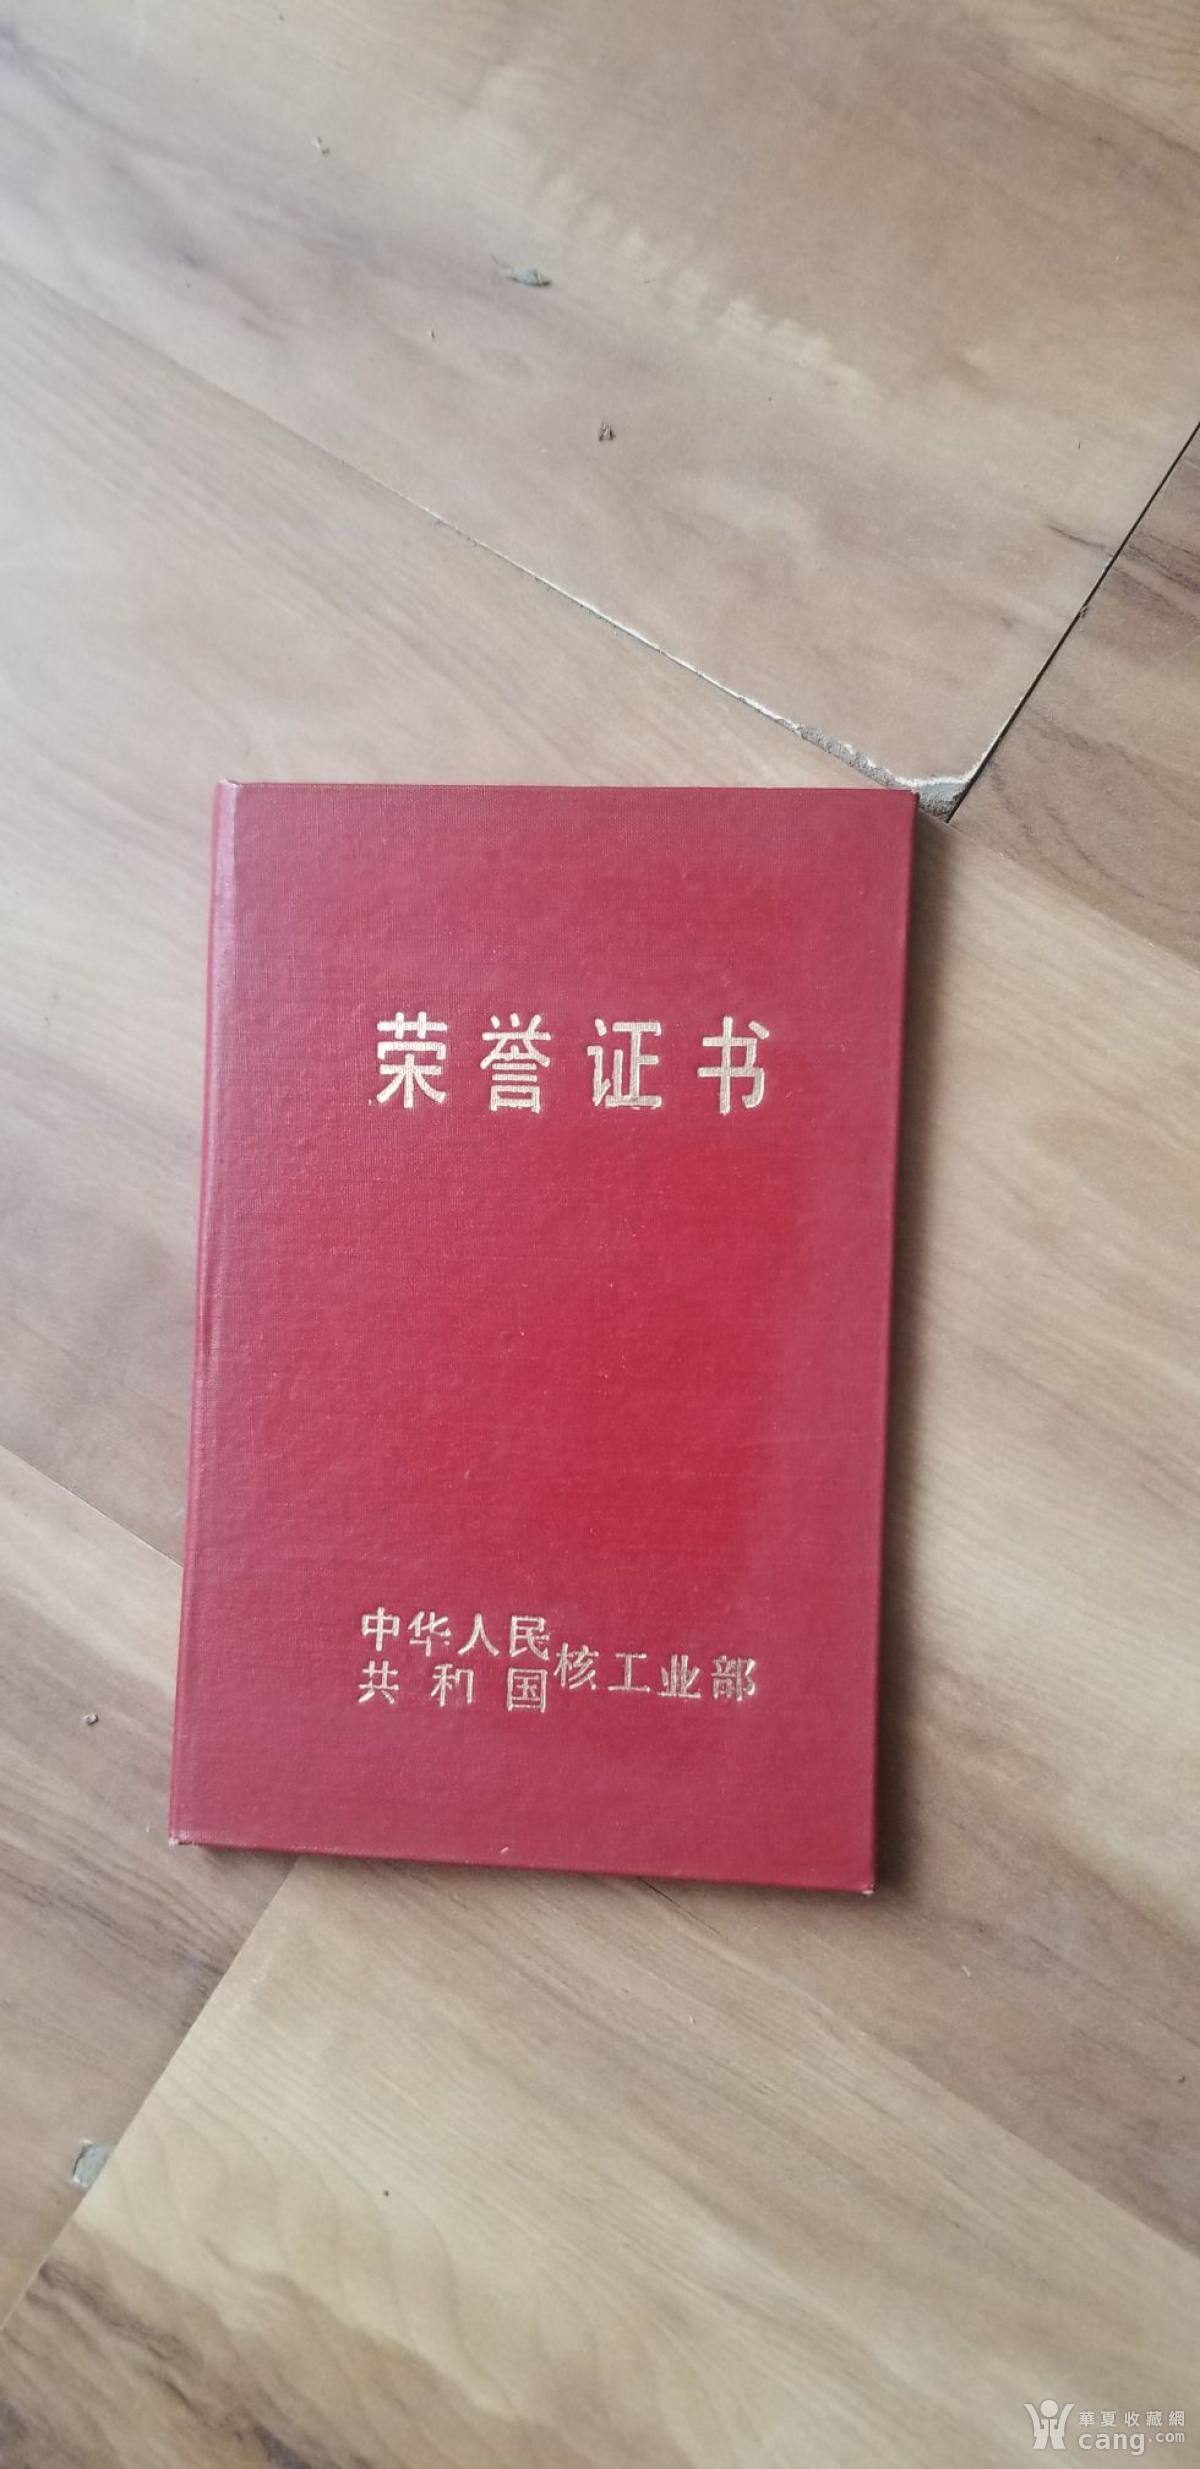 荣誉证书
中华人民
共和国核工业部
華夏收藏網
cang.com